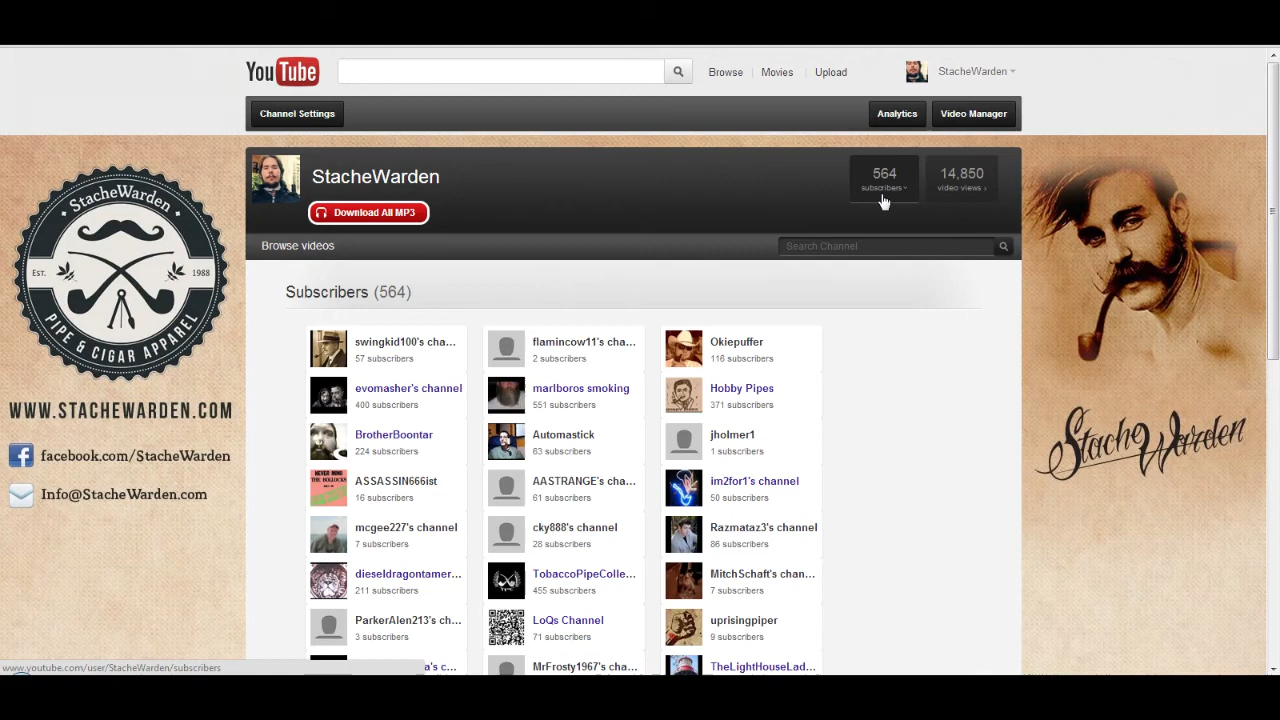 YouTube
Browse
Movies
Upload
StacheWarden
Channel Settings
Analytics
Video Manager
StacheWarden
Download All MP3
564
subscribers
14,850
video views ›
Browse videos
Search Channel
StacheWarden
Est.
1988
PIPE & CIGAR APPAREL
WWW.STACHEWARDEN.COM
facebook.com/StacheWarden
Info@StacheWarden.com
Stache Warden
Subscribers (564)
swingkid100's cha...
57 subscribers
flamincow11's cha...
2 subscribers
Okiepuffer
116 subscribers
evomasher's channel
400 subscribers
marlboros smoking
551 subscribers
Hobby Pipes
371 subscribers
BrotherBoontar
224 subscribers
Automastick
63 subscribers
jholmer1
1 subscribers
NEVER MIND
THE BOLLOCKS
ASSASSIN666ist
16 subscribers
AASTRANGE's cha...
61 subscribers
im2for1's channel
50 subscribers
mcgee227's channel
7 subscribers
cky888's channel
28 subscribers
Razmataz3's channel
86 subscribers
dieseldragontamer...
211 subscribers
TobaccoPipeColle...
455 subscribers
MitchSchaft's chan...
7 subscribers
ParkerAlen213's ch...
3 subscribers
LoQs Channel
71 subscribers
uprisingpiper
9 subscribers
a's c...
MrFrosty1967's cha...
TheLightHouseLad...
www.youtube.com/user/StacheWarden/subscribers